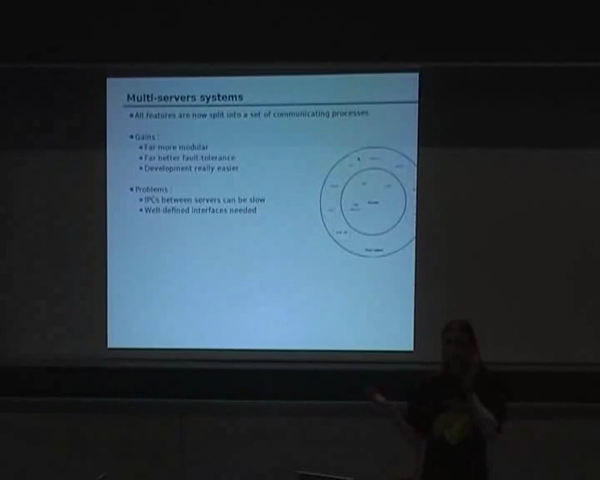 Multi-servers systems
All features are now split into a set of communicating processes
Gains :
Far more modular
Far better fault-tolerance
Development really easier
Problems :
IPCs between servers can be slow
Well-defined interfaces needed